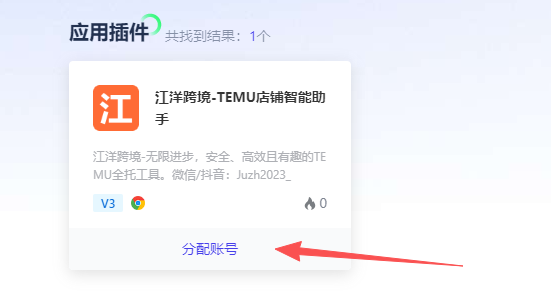 应用插件 共找到结果：1个
江
江洋跨境-TEMU店铺智能助
手
江洋跨境-无限进步，安全、高效且有趣的TE
MU全托工具。微信/抖音：Juzh2023_
V3 0
分配账号